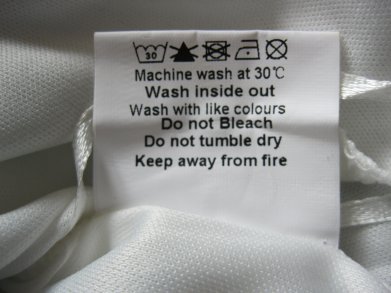 30
Machine wash at 30°C
Wash inside out
Wash with like colours
Do not Bleach
Do not tumble dry
Keep away from fire